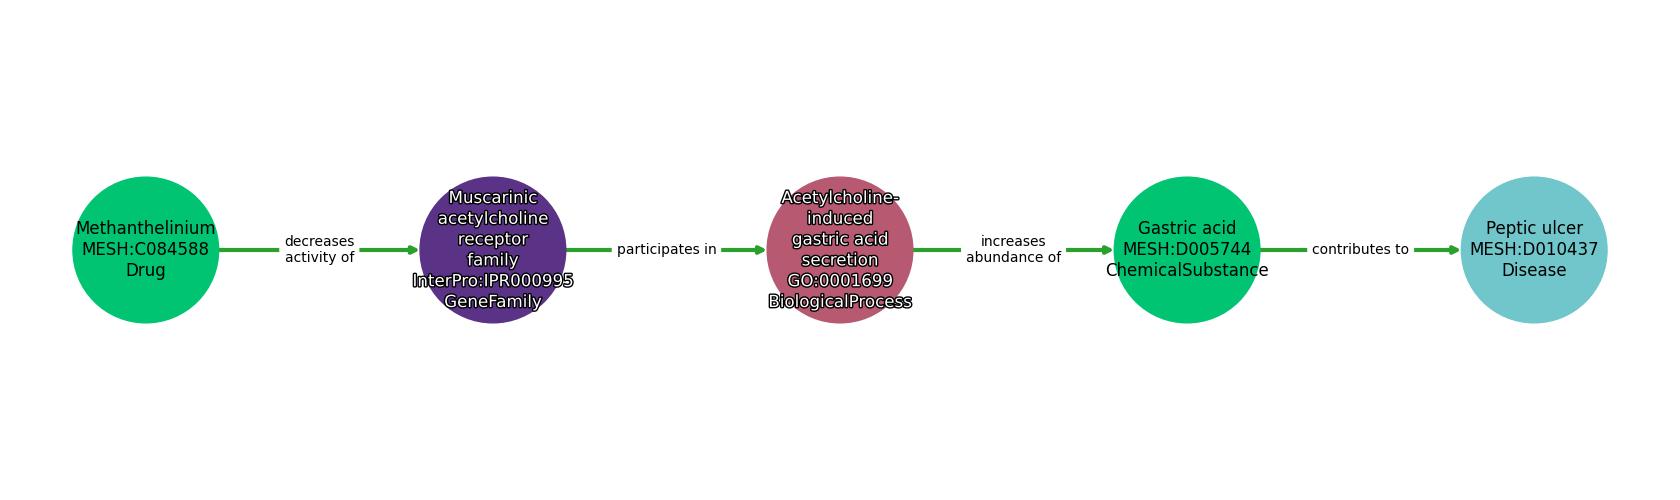 Methanthelinium
MESH:C084588
Drug
decreases
activity of
Muscarinic
acetylcholine
receptor
family
InterPro:IPR000995
GeneFamily
participates in
Acetylcholine-
induced
gastric acid
secretion
GO:0001699
BiologicalProcess
increases
abundance of
Gastric acid
MESH:D005744
ChemicalSubstance
contributes to
Peptic ulcer
MESH:D010437
Disease